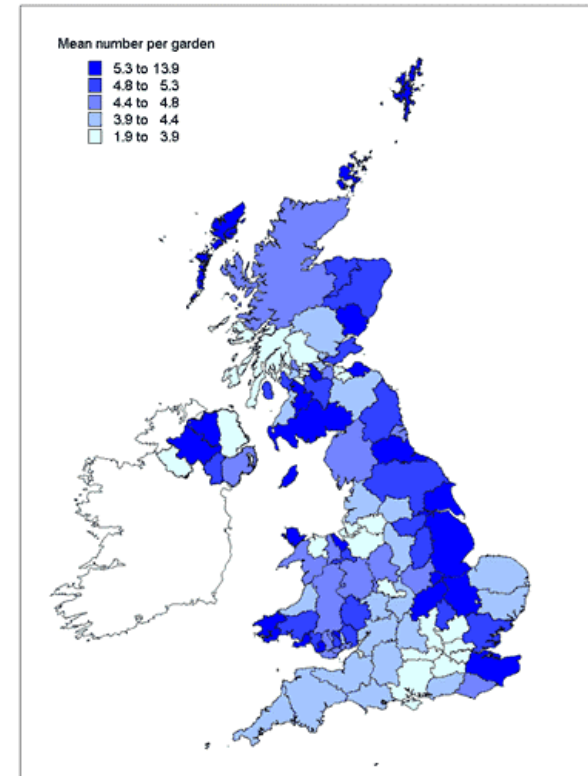 Mean number per garden
5.3 to 13.9
4.8 to 5.3
4.4 to 4.8
3.9 to 4.4
1.9 to 3.9